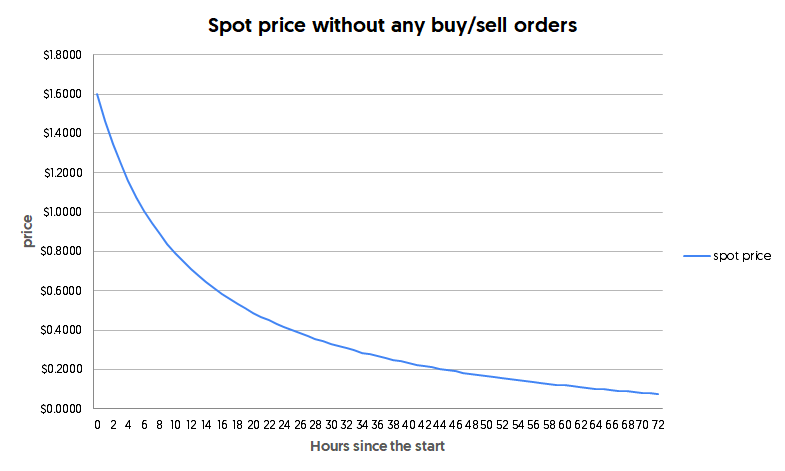 Spot price without any buy/sell orders
$1.8000
$1.6000
$1.4000
$1.2000
$1.0000
$0.8000
$0.6000
$0.4000
$0.2000
$0.0000
price
spot price
0 2 4 6 8 10 12 14 16 18 20 22 24 26 28 30 32 34 36 38 40 42 44 46 48 50 52 54 56 58 60 62 64 66 68 70 72
Hours since the start